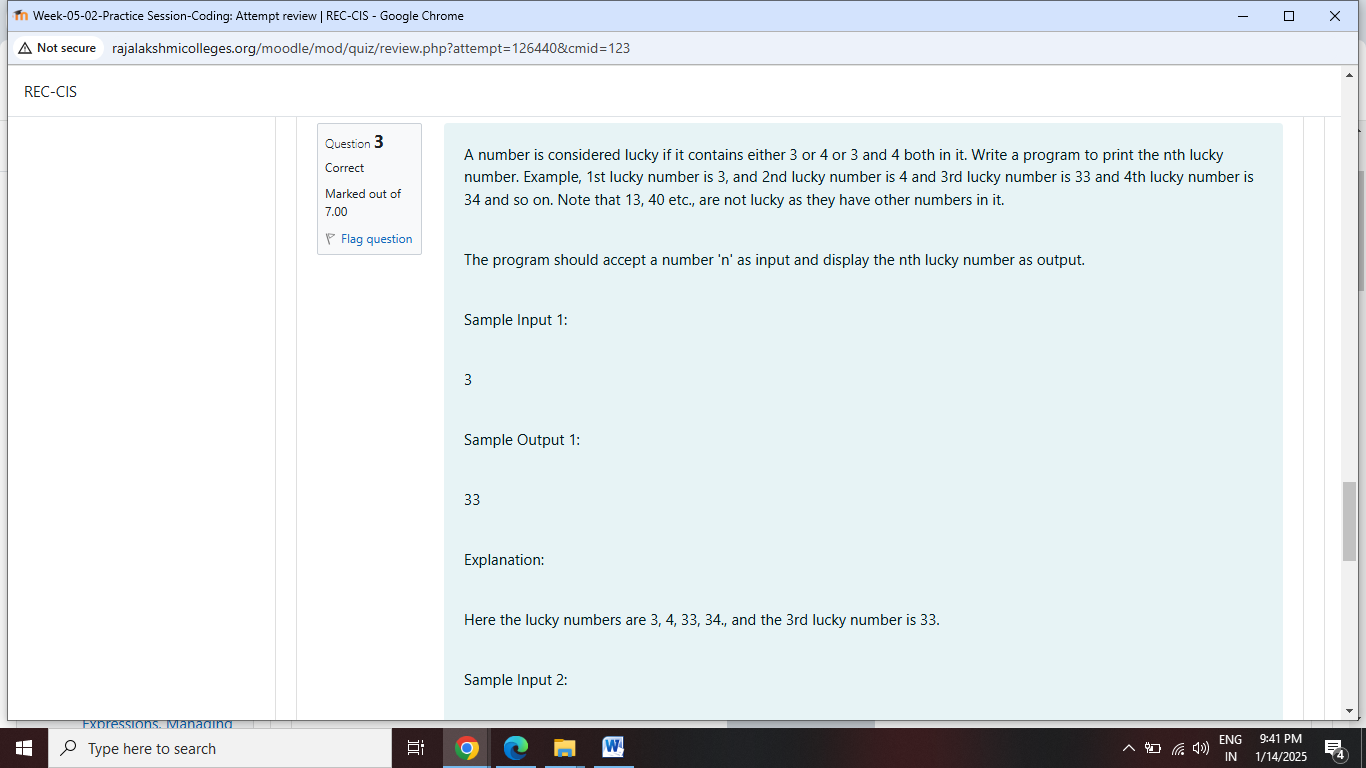 Week-05-02-Practice Session-Coding: Attempt review | REC-CIS - Google Chrome
Not secure rajalakshmicolleges.org/moodle/mod/quiz/review.php?attempt=126440&cmid=123
REC-CIS
Question 3
Correct
Marked out of
7.00
Flag question
A number is considered lucky if it contains either 3 or 4 or 3 and 4 both in it. Write a program to print the nth lucky
number. Example, 1st lucky number is 3, and 2nd lucky number is 4 and 3rd lucky number is 33 and 4th lucky number is
34 and so on. Note that 13, 40 etc., are not lucky as they have other numbers in it.
The program should accept a number 'n' as input and display the nth lucky number as output.
Sample Input 1:
3
Sample Output 1:
33
Explanation:
Here the lucky numbers are 3, 4, 33, 34., and the 3rd lucky number is 33.
Sample Input 2:
Expressions, Managing
Type here to search
ENG
IN
9:41 PM
1/14/2025
4